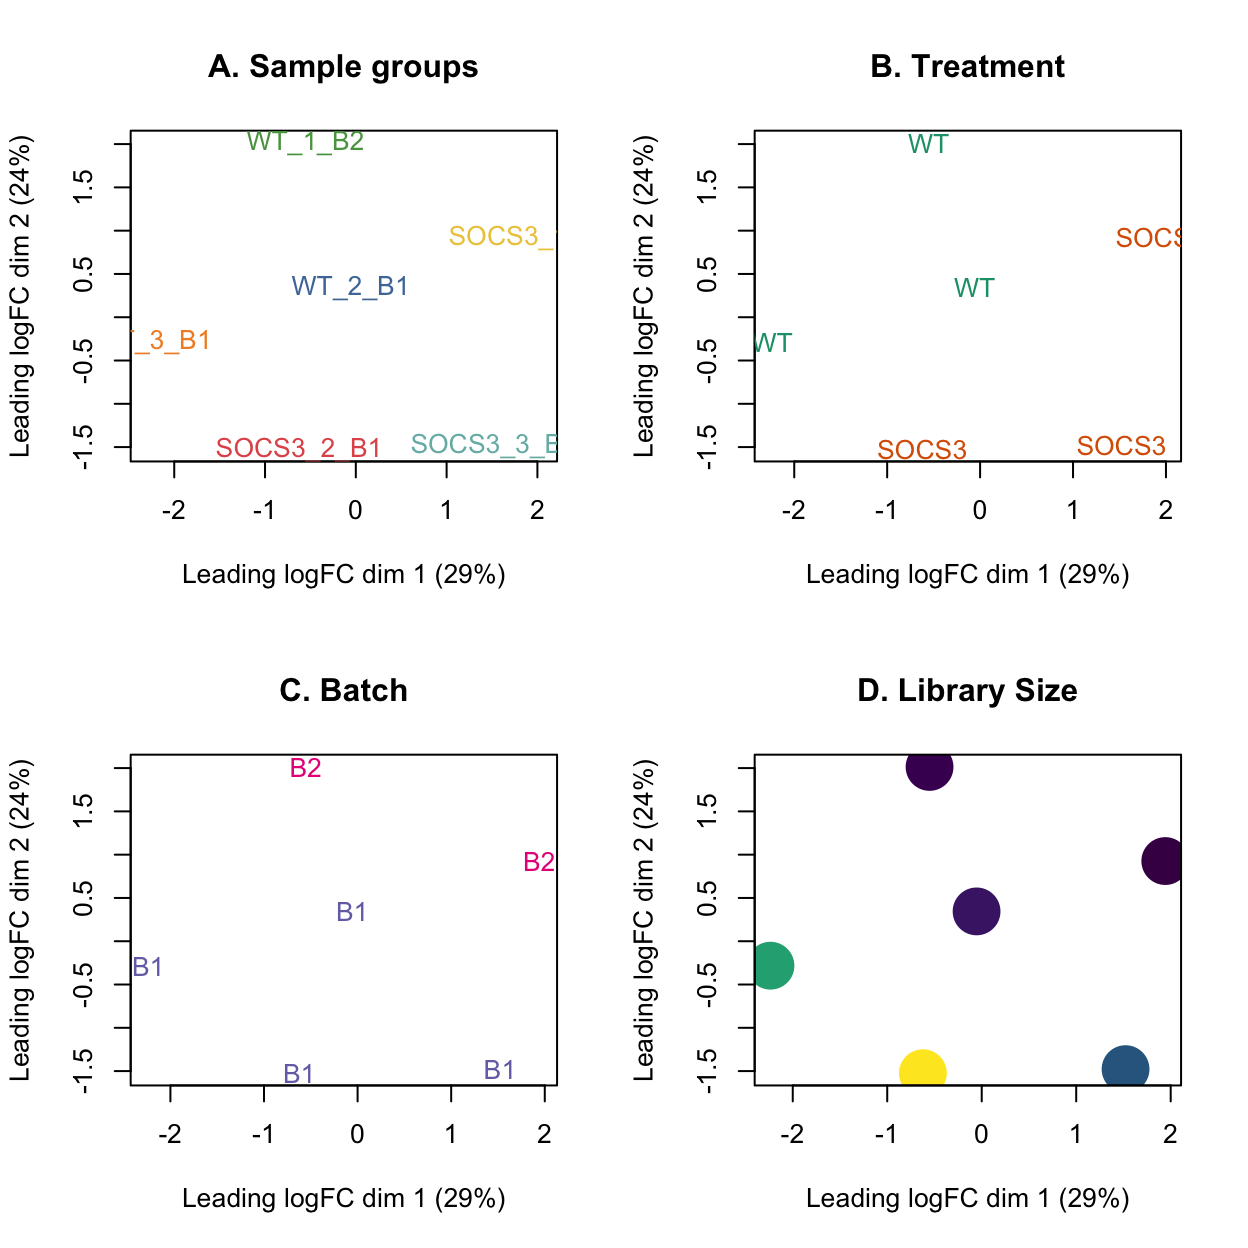 A. Sample groups
Leading logFC dim 2 (24%)
1.5
0.5
-0.5
-1.5
WT_1_B2
SOCS3_
WT_2_B1
_3_B1
SOCS3_2_B1
SOCS3_3_B
-2 -1 0 1 2
Leading logFC dim 1 (29%)
B. Treatment
Leading logFC dim 2 (24%)
1.5
0.5
-0.5
-1.5
WT
SOCS
WT
WT
SOCS3
SOCS3
-2 -1 0 1 2
Leading logFC dim 1 (29%)
C. Batch
Leading logFC dim 2 (24%)
1.5
0.5
-0.5
-1.5
B2
B2
B1
B1
B1
B1
-2 -1 0 1 2
Leading logFC dim 1 (29%)
D. Library Size
Leading logFC dim 2 (24%)
1.5
0.5
-0.5
-1.5
-2 -1 0 1 2
Leading logFC dim 1 (29%)